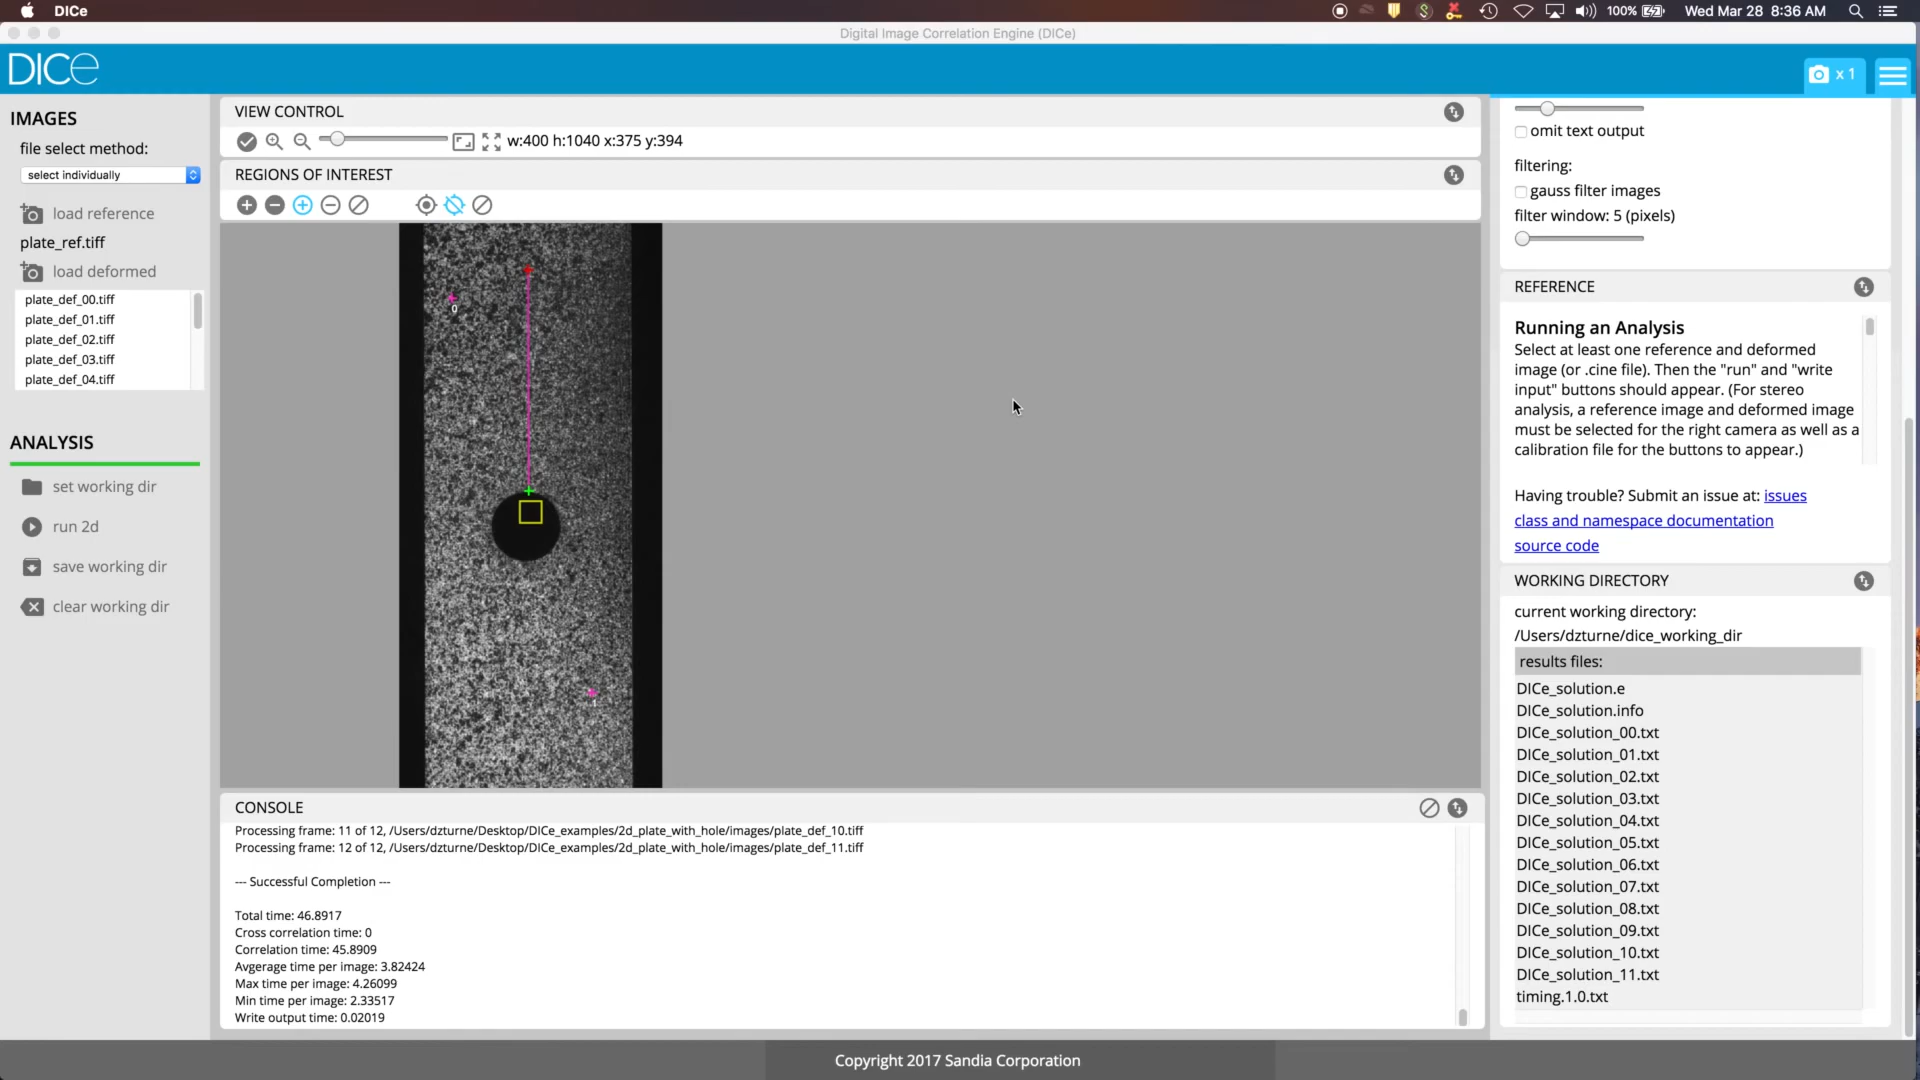 DICe
100%
Wed Mar 28 8:36 AM
Digital Image Correlation Engine (DICe)
DICe
x 1
IMAGES
file select method:
select individually
load reference
plate_ref.tiff
load deformed
plate_def_00.tiff
plate_def_01.tiff
plate_def_02.tiff
plate_def_03.tiff
plate_def_04.tiff
ANALYSIS
set working dir
run 2d
save working dir
clear working dir
VIEW CONTROL
w:400 h:1040 x:375 y:394
REGIONS OF INTEREST
0
1
CONSOLE
Processing frame: 11 of 12, /Users/dzturne/Desktop/DICe_examples/2d_plate_with_hole/images/plate_def_10.tiff
Processing frame: 12 of 12, /Users/dzturne/Desktop/DICe_examples/2d_plate_with_hole/images/plate_def_11.tiff
--- Successful Completion ---
Total time: 46.8917
Cross correlation time: 0
Correlation time: 45.8909
Avgerage time per image: 3.82424
Max time per image: 4.26099
Min time per image: 2.33517
Write output time: 0.02019
omit text output
filtering:
gauss filter images
filter window: 5 (pixels)
REFERENCE
Running an Analysis
Select at least one reference and deformed
image (or .cine file). Then the "run" and "write
input" buttons should appear. (For stereo
analysis, a reference image and deformed image
must be selected for the right camera as well as a
calibration file for the buttons to appear.)
Having trouble? Submit an issue at: issues
class and namespace documentation
source code
WORKING DIRECTORY
current working directory:
/Users/dzturne/dice_working_dir
results files:
DICe_solution.e
DICe_solution.info
DICe_solution_00.txt
DICe_solution_01.txt
DICe_solution_02.txt
DICe_solution_03.txt
DICe_solution_04.txt
DICe_solution_05.txt
DICe_solution_06.txt
DICe_solution_07.txt
DICe_solution_08.txt
DICe_solution_09.txt
DICe_solution_10.txt
DICe_solution_11.txt
timing.1.0.txt
Copyright 2017 Sandia Corporation